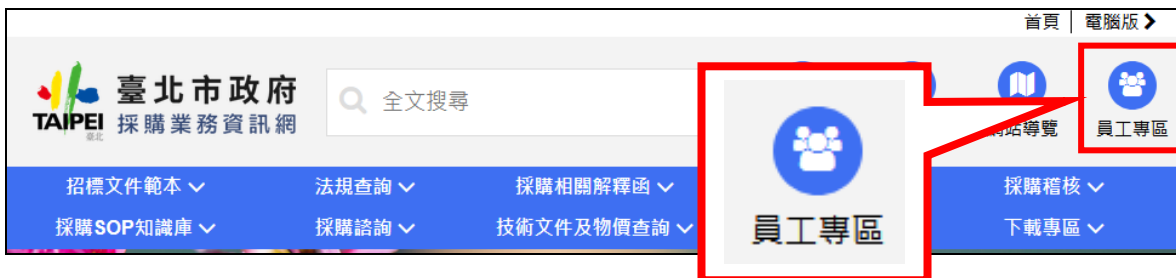 首頁 電腦版
臺北市政府
TAIPEI 採購業務資訊網
臺北
全文搜尋
網站導覽
員工專區
員工專區
招標文件範本 法規查詢 採購相關解釋函 採購稽核
採購SOP知識庫 採購諮詢 技術文件及物價查詢 下載專區